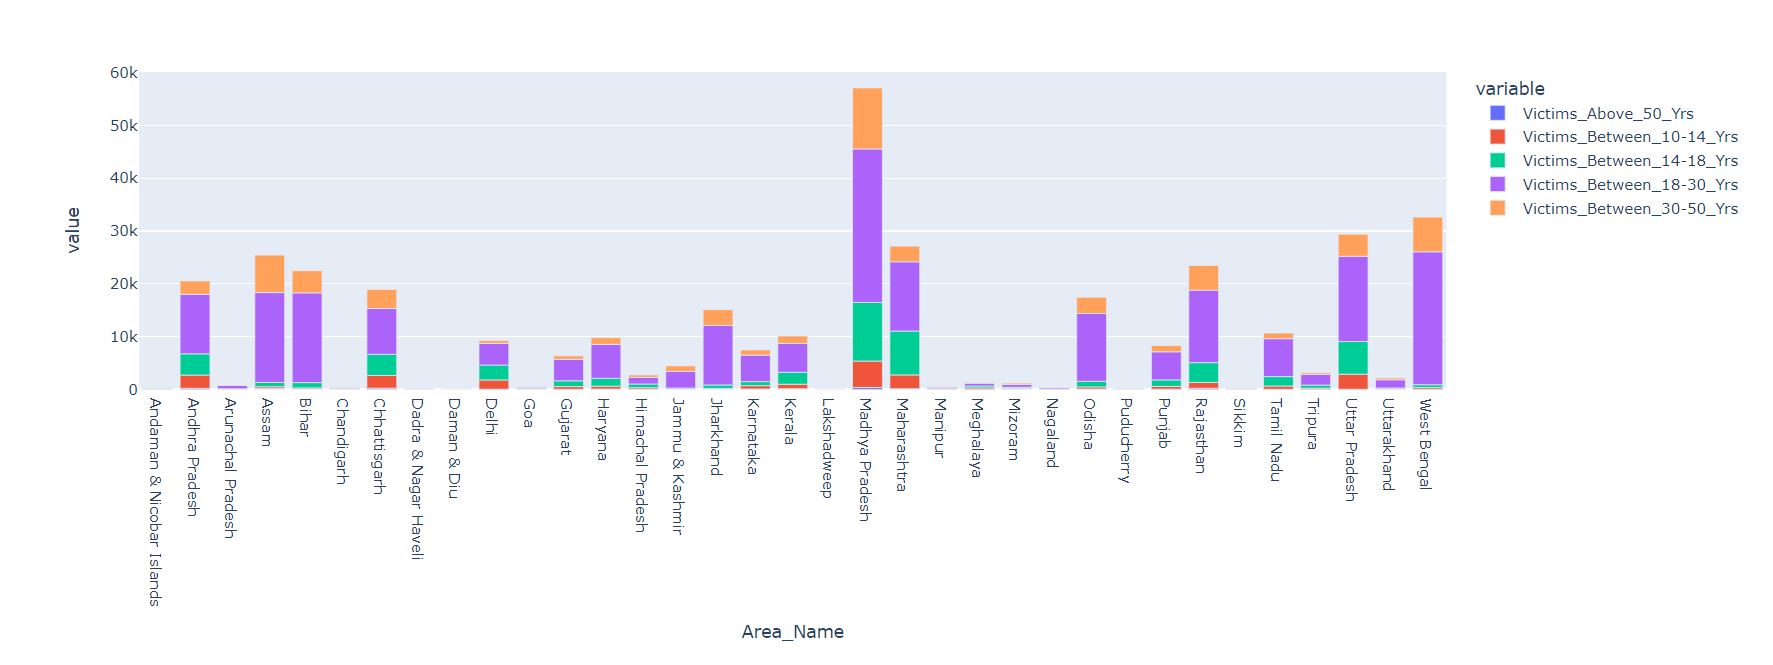 60k
50k
40k
30k
20k
10k
0
value
Andaman & Nicobar Islands
Andhra Pradesh
Arunachal Pradesh
Assam
Bihar
Chandigarh
Chhattisgarh
Dadra & Nagar Haveli
Daman & Diu
Delhi
Goa
Gujarat
Haryana
Himachal Pradesh
Jammu & Kashmir
Jharkhand
Karnataka
Kerala
Lakshadweep
Madhya Pradesh
Maharashtra
Manipur
Meghalaya
Mizoram
Nagaland
Odisha
Puducherry
Punjab
Rajasthan
Sikkim
Tamil Nadu
Tripura
Uttar Pradesh
Uttarakhand
West Bengal
Area_Name
variable
Victims_Above_50_Yrs
Victims_Between_10-14_Yrs
Victims_Between_14-18_Yrs
Victims_Between_18-30_Yrs
Victims_Between_30-50_Yrs